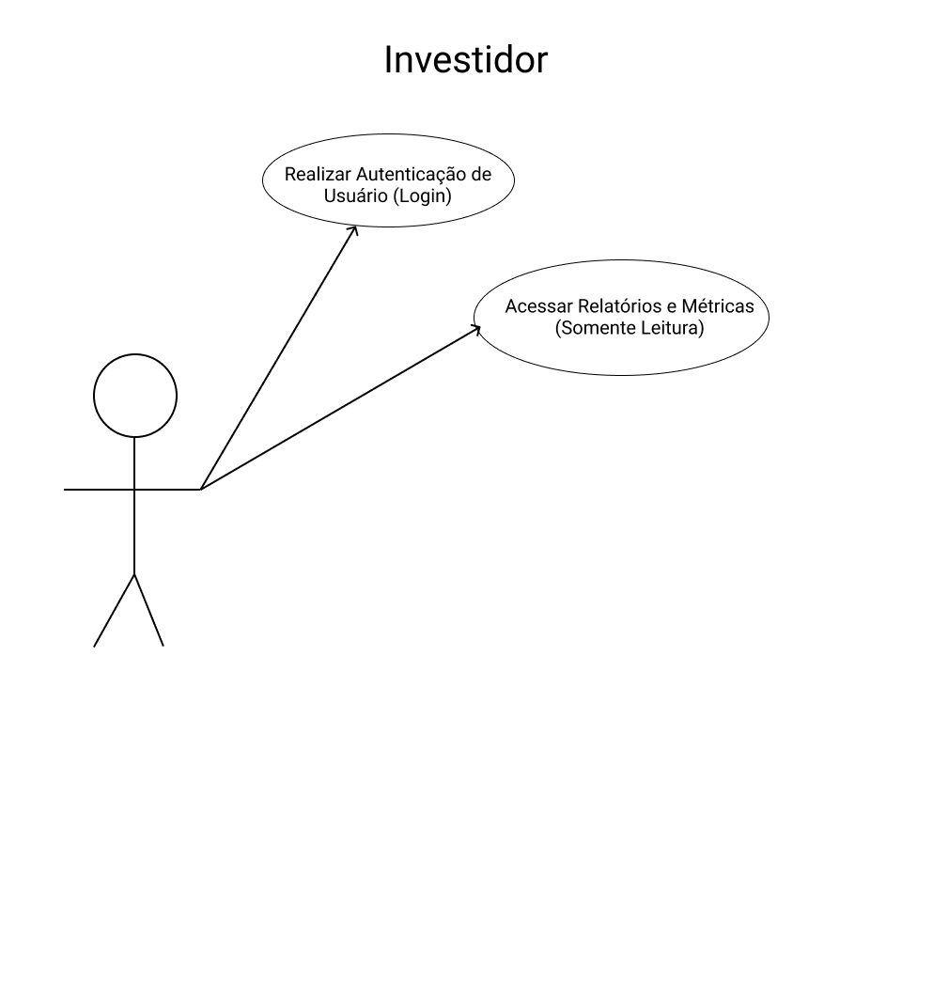 Investidor
Realizar Autenticação de
Usuário (Login)
Acessar Relatórios e Métricas
(Somente Leitura)